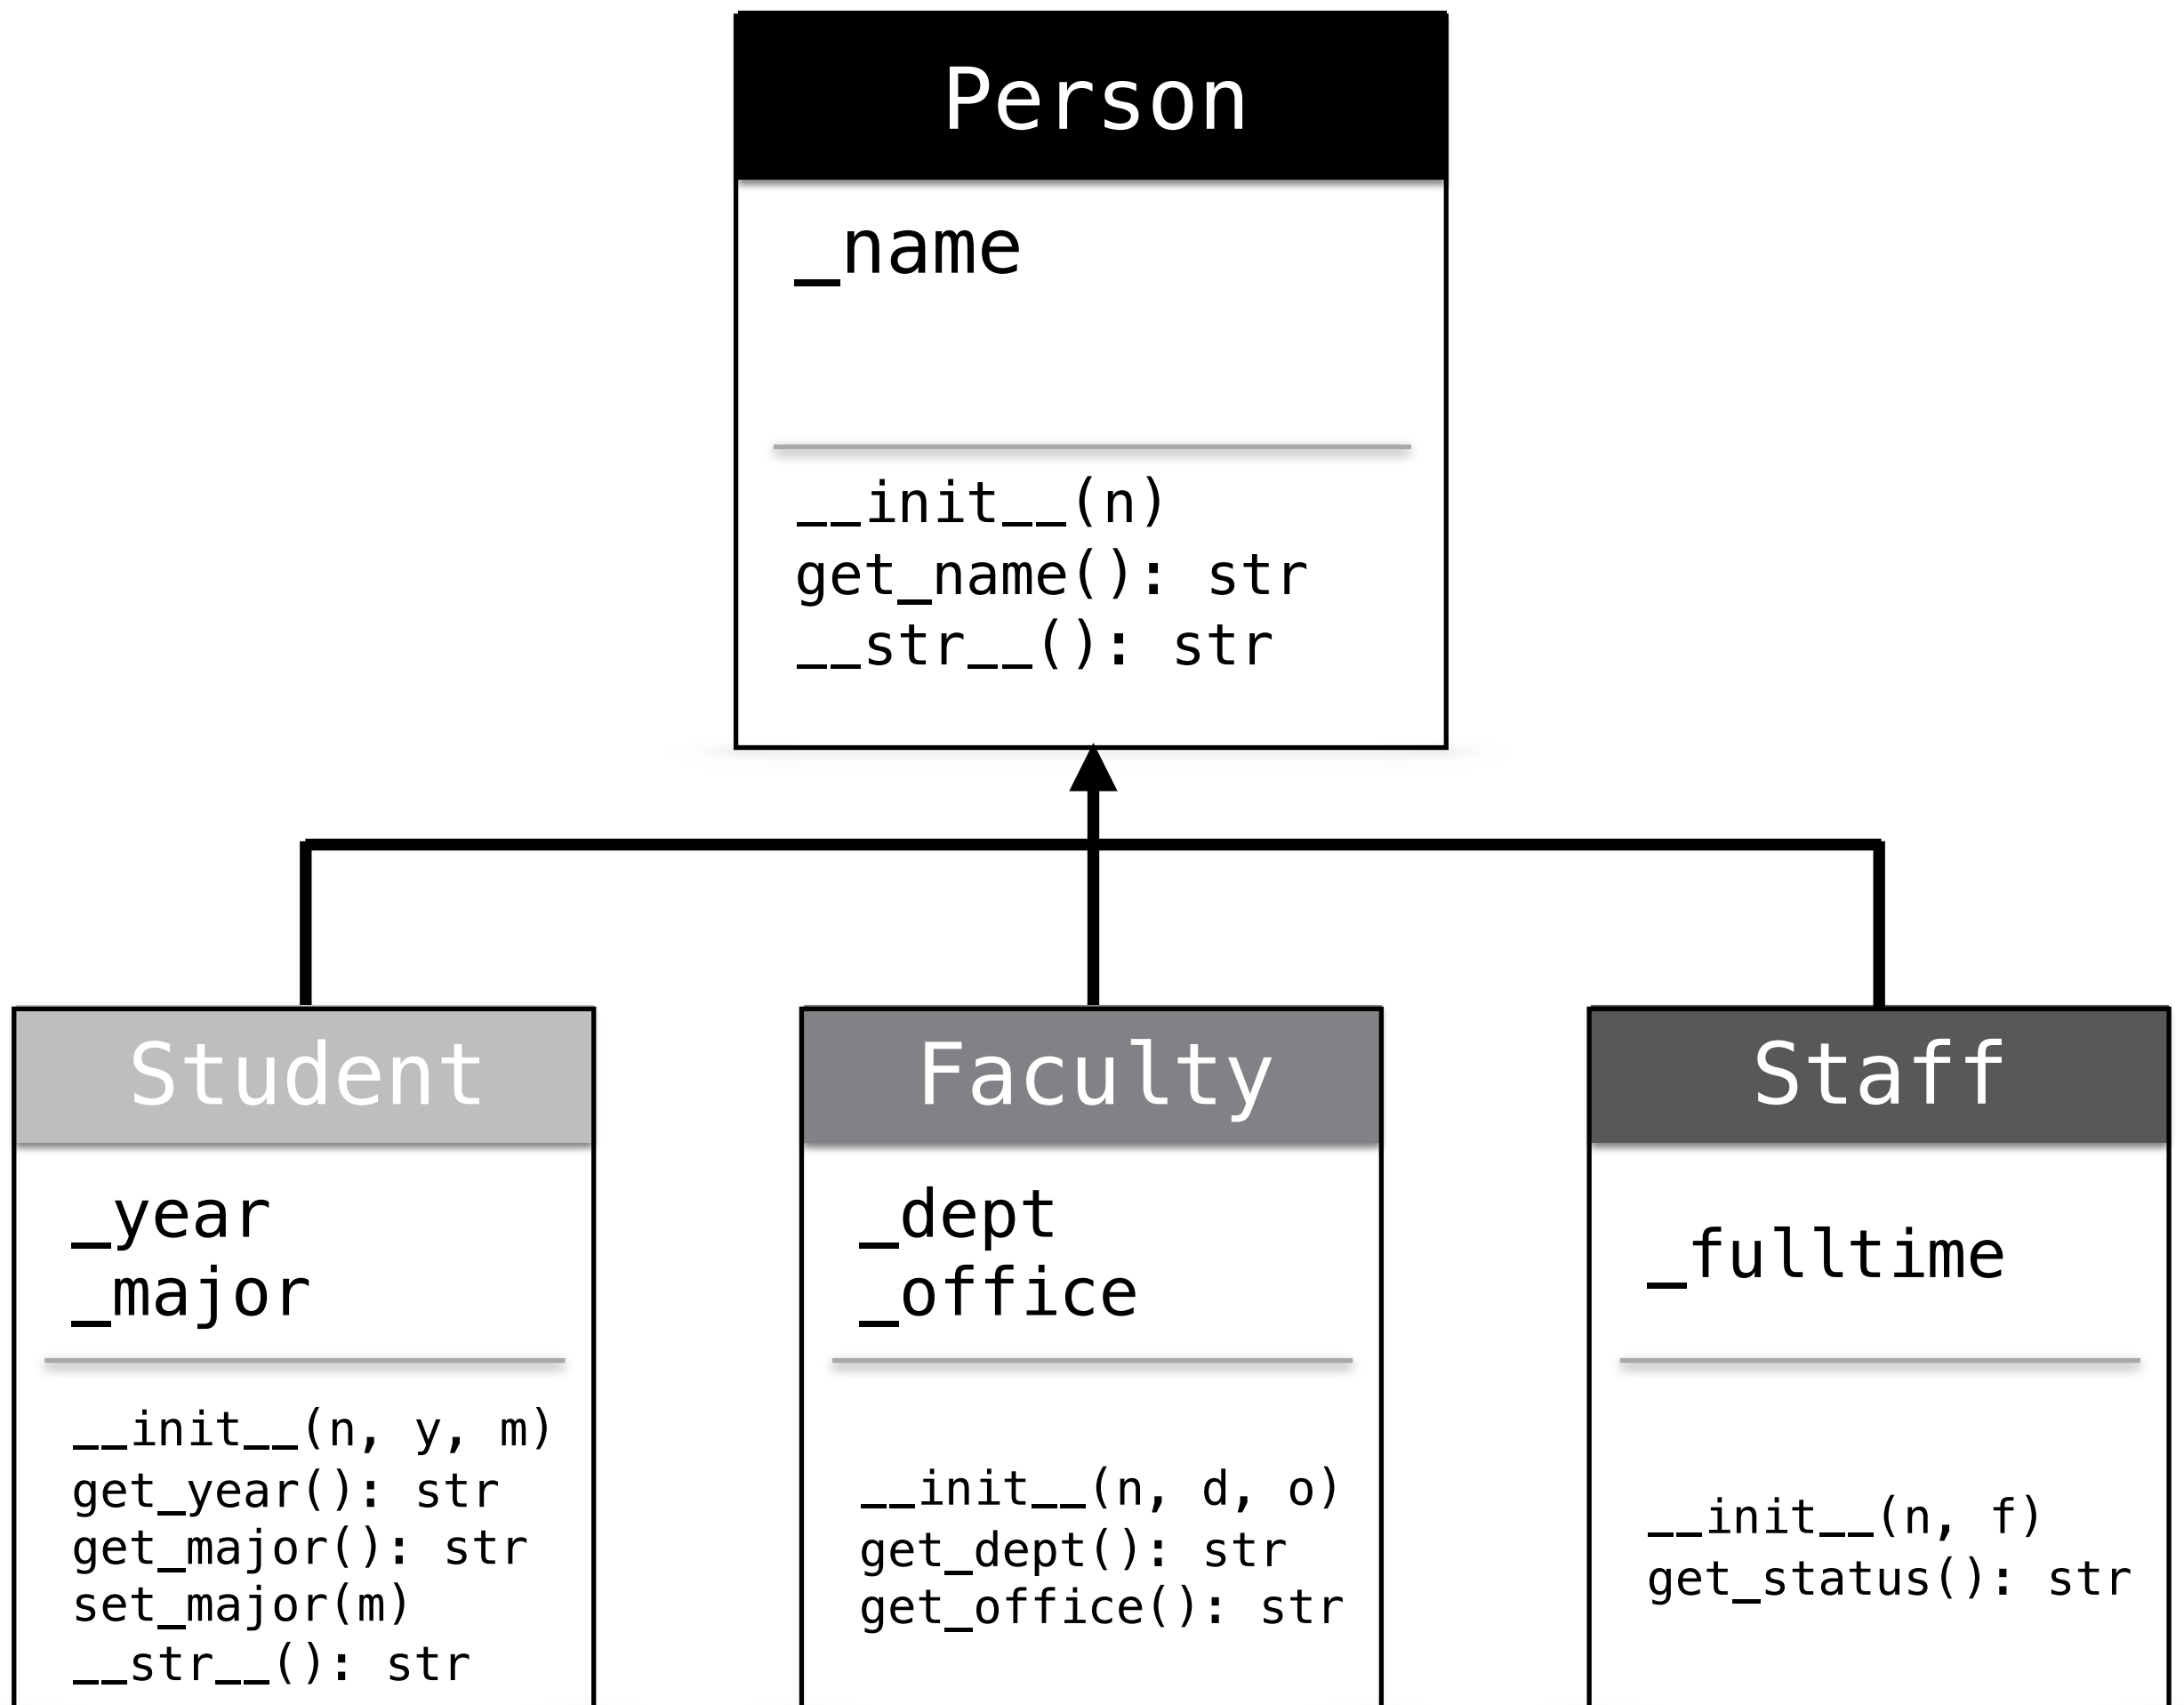 Person
_name
__init__(n)
get_name(): str
__str__(): str
Student
_year
_major
__init__(n, y, m)
get_year(): str
get_major(): str
set_major(m)
__str__(): str
Faculty
_dept
_office
__init__(n, d, o)
get_dept(): str
get_office(): str
Staff
_fulltime
__init__(n, f)
get_status(): str